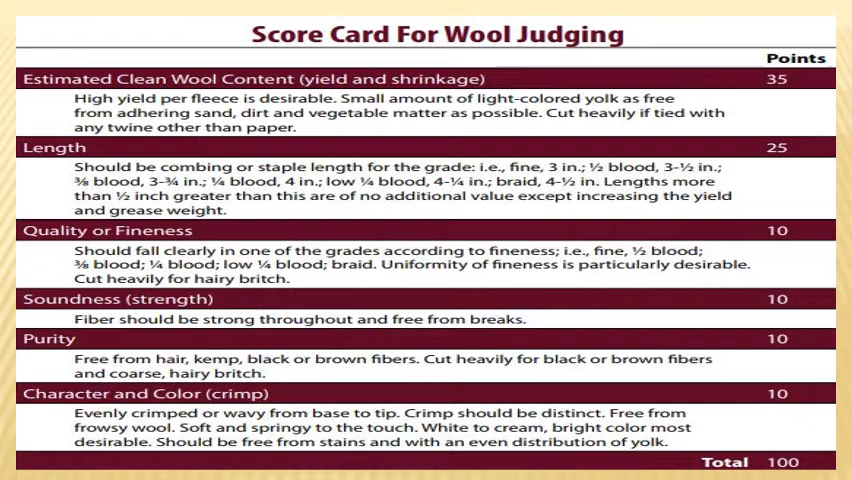 Score Card For Wool Judging
Points
Estimated Clean Wool Content (yield and shrinkage) 35
High yield per fleece is desirable. Small amount of light-colored yolk as free
from adhering sand, dirt and vegetable matter as possible. Cut heavily if tied with
any twine other than paper.
Length 25
Should be combing or staple length for the grade: i.e., fine, 3 in.; ½ blood, 3-½ in.;
⅜ blood, 3-¾ in.; ¼ blood, 4 in.; low ¼ blood, 4-¼ in.; braid, 4-½ in. Lengths more
than ½ inch greater than this are of no additional value except increasing the yield
and grease weight.
Quality or Fineness 10
Should fall clearly in one of the grades according to fineness; i.e., fine, ½ blood;
⅜ blood; ¼ blood; low ¼ blood; braid. Uniformity of fineness is particularly desirable.
Cut heavily for hairy britch.
Soundness (strength) 10
Fiber should be strong throughout and free from breaks.
Purity 10
Free from hair, kemp, black or brown fibers. Cut heavily for black or brown fibers
and coarse, hairy britch.
Character and Color (crimp) 10
Evenly crimped or wavy from base to tip. Crimp should be distinct. Free from
frowsy wool. Soft and springy to the touch. White to cream, bright color most
desirable. Should be free from stains and with an even distribution of yolk.
Total 100